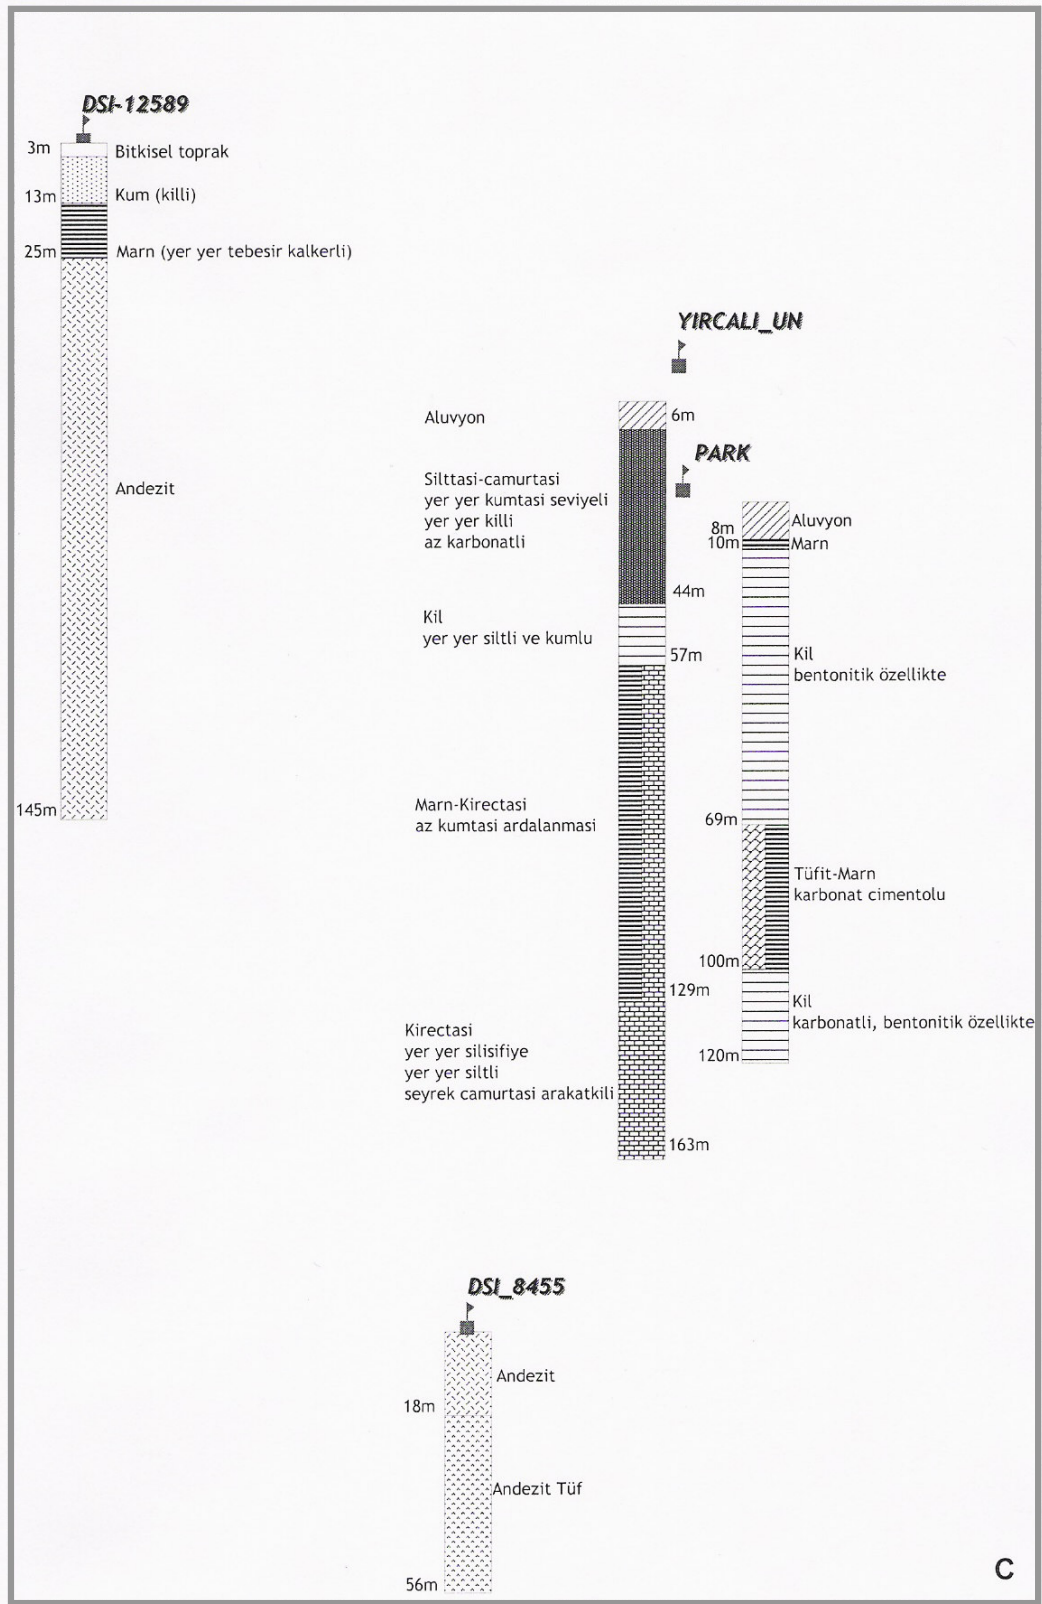 DSI-12589
3m
Bitkisel toprak
13m
Kum (killi)
25m
Marn (yer yer tebesir kalkerli)
Andezit
145m
YIRCALI_UN
Aluvyon
6m
Silttasi-camurtasi
yer yer kumtasi seviyeli
yer yer killi
az karbonatli
44m
Kil
yer yer siltli ve kumlu
57m
Marn-Kirectasi
az kumtasi ardalanmasi
129m
Kirectasi
yer yer silisifiye
yer yer siltli
seyrek camurtasi arakatkili
163m
PARK
8m
Aluvyon
10m
Marn
Kil
bentonitik özellikte
69m
Tüfit-Marn
karbonat cimentolu
100m
Kil
karbonatli, bentonitik özellikte
120m
DSI_8455
Andezit
18m
Andezit Tüf
56m
C